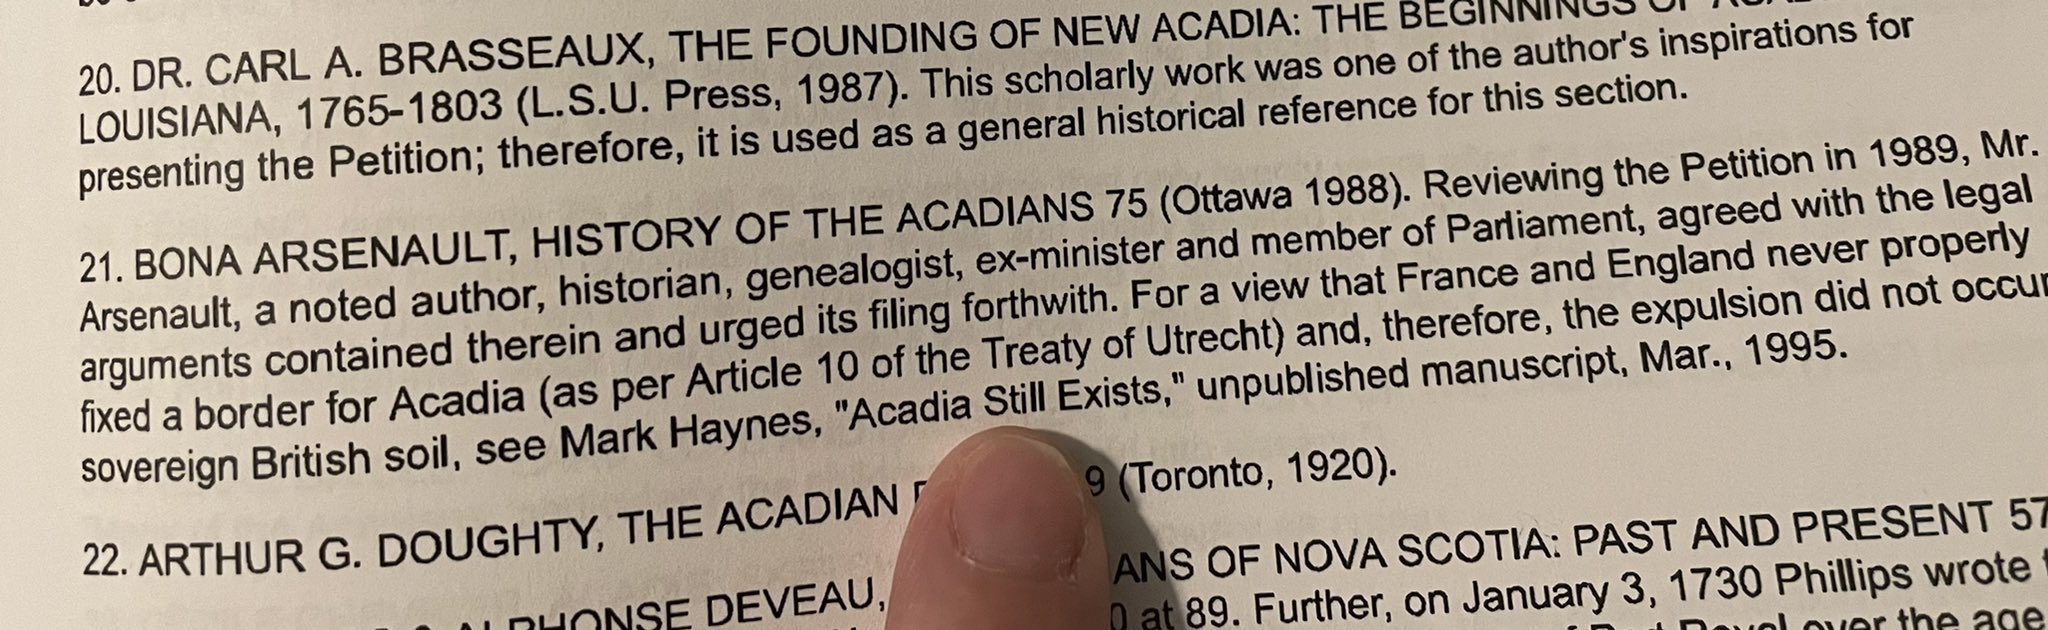 20. DR. CARL A. BRASSEAUX, THE FOUNDING OF NEW ACADIA: THE BEGINNINGS OF
LOUISIANA, 1765-1803 (L.S.U. Press, 1987). This scholarly work was one of the author's inspirations for
presenting the Petition; therefore, it is used as a general historical reference for this section.
21. BONA ARSENAULT, HISTORY OF THE ACADIANS 75 (Ottawa 1988). Reviewing the Petition in 1989, Mr.
Arsenault, a noted author, historian, genealogist, ex-minister and member of Parliament, agreed with the legal
arguments contained therein and urged its filing forthwith. For a view that France and England never properly
fixed a border for Acadia (as per Article 10 of the Treaty of Utrecht) and, therefore, the expulsion did not occur
sovereign British soil, see Mark Haynes, "Acadia Still Exists," unpublished manuscript, Mar., 1995.
22. ARTHUR G. DOUGHTY, THE ACADIAN 9 (Toronto, 1920).
DEVEAU, ANS OF NOVA SCOTIA: PAST AND PRESENT 57
at 89. Further, on January 3, 1730 Phillips wrote
over the age